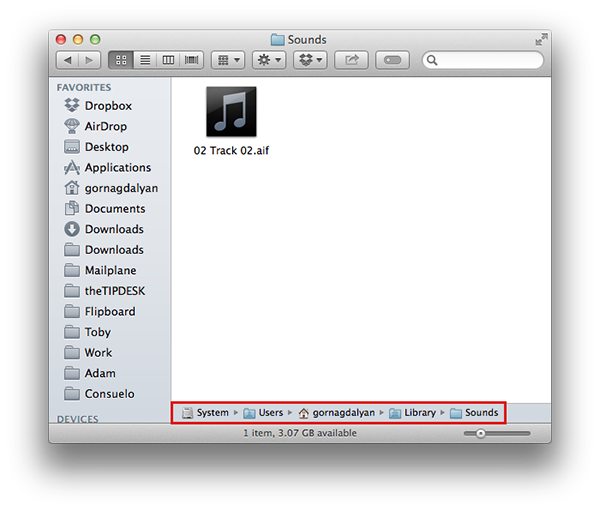 Sounds
FAVORITES
Dropbox
AirDrop
Desktop
Applications
gornagdalyan
Documents
Downloads
Downloads
Mailplane
theTIPDESK
Flipboard
Toby
Work
Adam
Consuelo
DEVICES
02 Track 02.aif
System Users gornagdalyan Library Sounds
1 item, 3.07 GB available